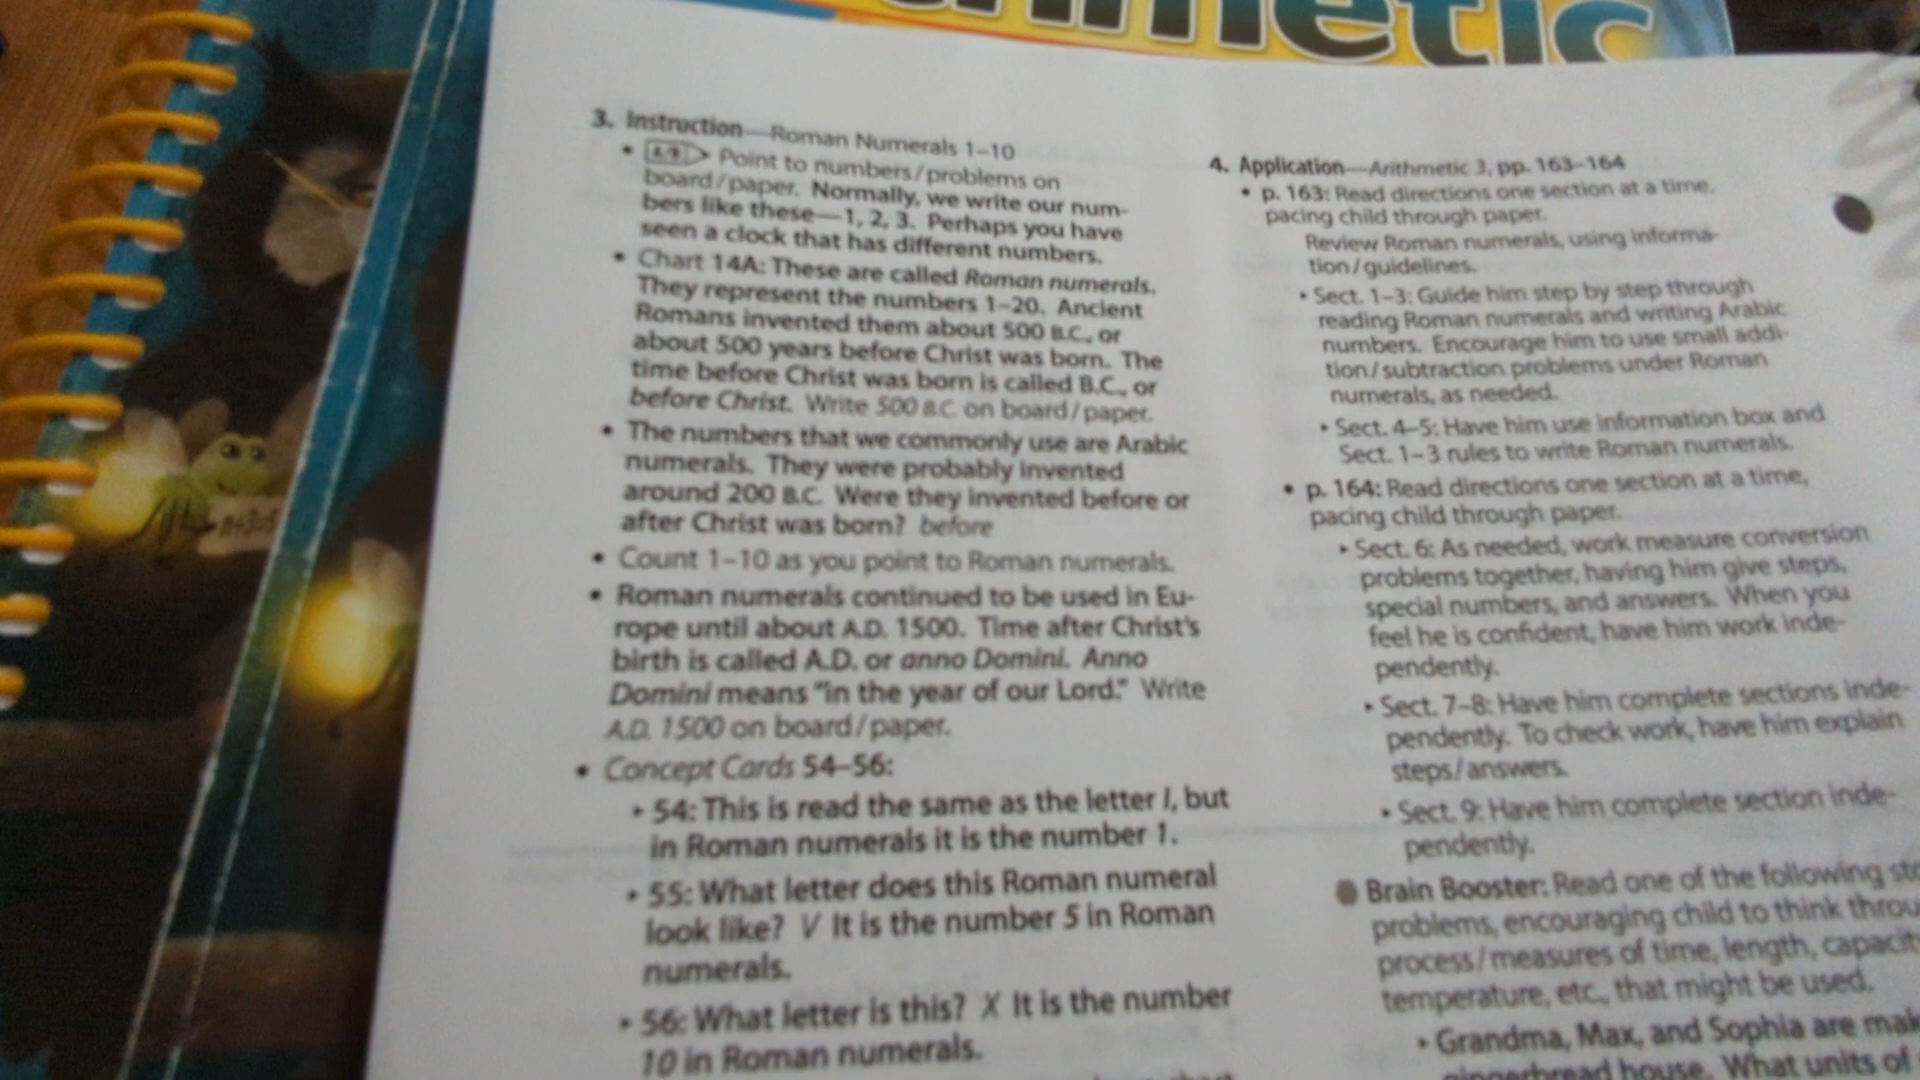 3. Instruction—Roman Numerals 1–10
• Point to numbers/problems on
board/paper. Normally, we write our num-
bers like these—1, 2, 3. Perhaps you have
seen a clock that has different numbers.
• Chart 14A: These are called Roman numerals.
They represent the numbers 1–20. Ancient
Romans invented them about 500 B.C., or
about 500 years before Christ was born. The
time before Christ was born is called B.C., or
before Christ. Write 500 B.C. on board/paper.
• The numbers that we commonly use are Arabic
numerals. They were probably invented
around 200 B.C. Were they invented before or
after Christ was born? before
• Count 1–10 as you point to Roman numerals.
• Roman numerals continued to be used in Eu-
rope until about A.D. 1500. Time after Christ's
birth is called A.D. or anno Domini. Anno
Domini means "in the year of our Lord." Write
A.D. 1500 on board/paper.
• Concept Cards 54–56:
‣ 54: This is read the same as the letter I, but
in Roman numerals it is the number 1.
‣ 55: What letter does this Roman numeral
look like? V It is the number 5 in Roman
numerals.
‣ 56: What letter is this? X It is the number
10 in Roman numerals.
4. Application—Arithmetic 3, pp. 163–164
• p. 163: Read directions one section at a time,
pacing child through paper.
Review Roman numerals, using informa-
tion/guidelines.
‣ Sect. 1–3: Guide him step by step through
reading Roman numerals and writing Arabic
numbers. Encourage him to use small addi-
tion/subtraction problems under Roman
numerals, as needed.
‣ Sect. 4–5: Have him use information box and
Sect. 1–3 rules to write Roman numerals.
• p. 164: Read directions one section at a time,
pacing child through paper.
‣ Sect. 6: As needed, work measure conversion
problems together, having him give steps,
special numbers, and answers. When you
feel he is confident, have him work inde-
pendently.
‣ Sect. 7–8: Have him complete sections inde-
pendently. To check work, have him explain
steps/answers.
‣ Sect. 9: Have him complete section inde-
pendently.
Brain Booster: Read one of the following
problems, encouraging child to think
process/measures of time, length,
temperature, etc., that might be used.
‣ Grandma, Max, and Sophia are
gingerbread house. What units of